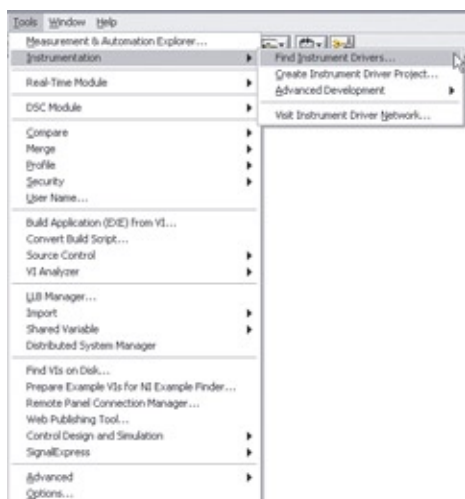 Tools Window Help
Measurement & Automation Explorer...
Instrumentation
Real-Time Module
DSC Module
Compare
Merge
Profile
Security
User Name...
Build Application (EXE) from VI...
Convert Build Script...
Source Control
VI Analyzer
LLB Manager...
Import
Shared Variable
Distributed System Manager
Find VIs on Disk...
Prepare Example VIs for NI Example Finder...
Remote Panel Connection Manager...
Web Publishing Tool...
Control Design and Simulation
SignalExpress
Advanced
Options...
Find Instrument Drivers...
Create Instrument Driver Project...
Advanced Development
Visit Instrument Driver Network...